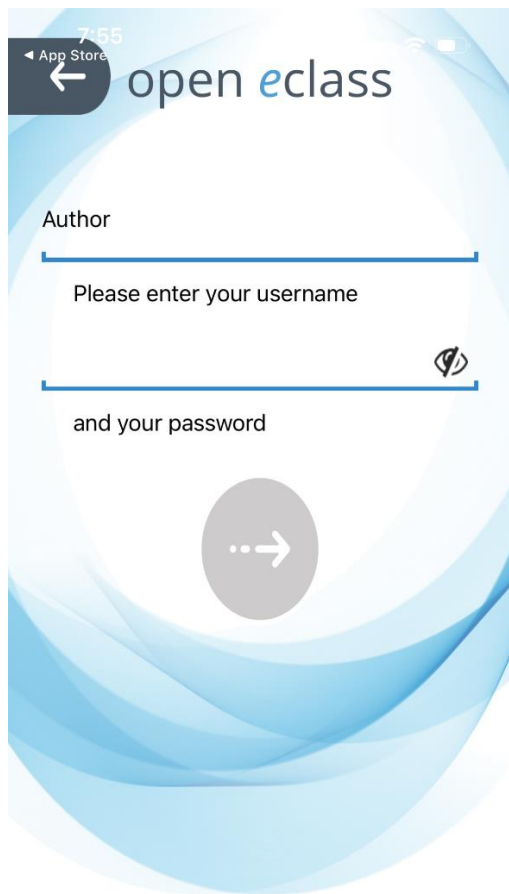 7:55
◀ App Store
open eclass
Author
Please enter your username
and your password